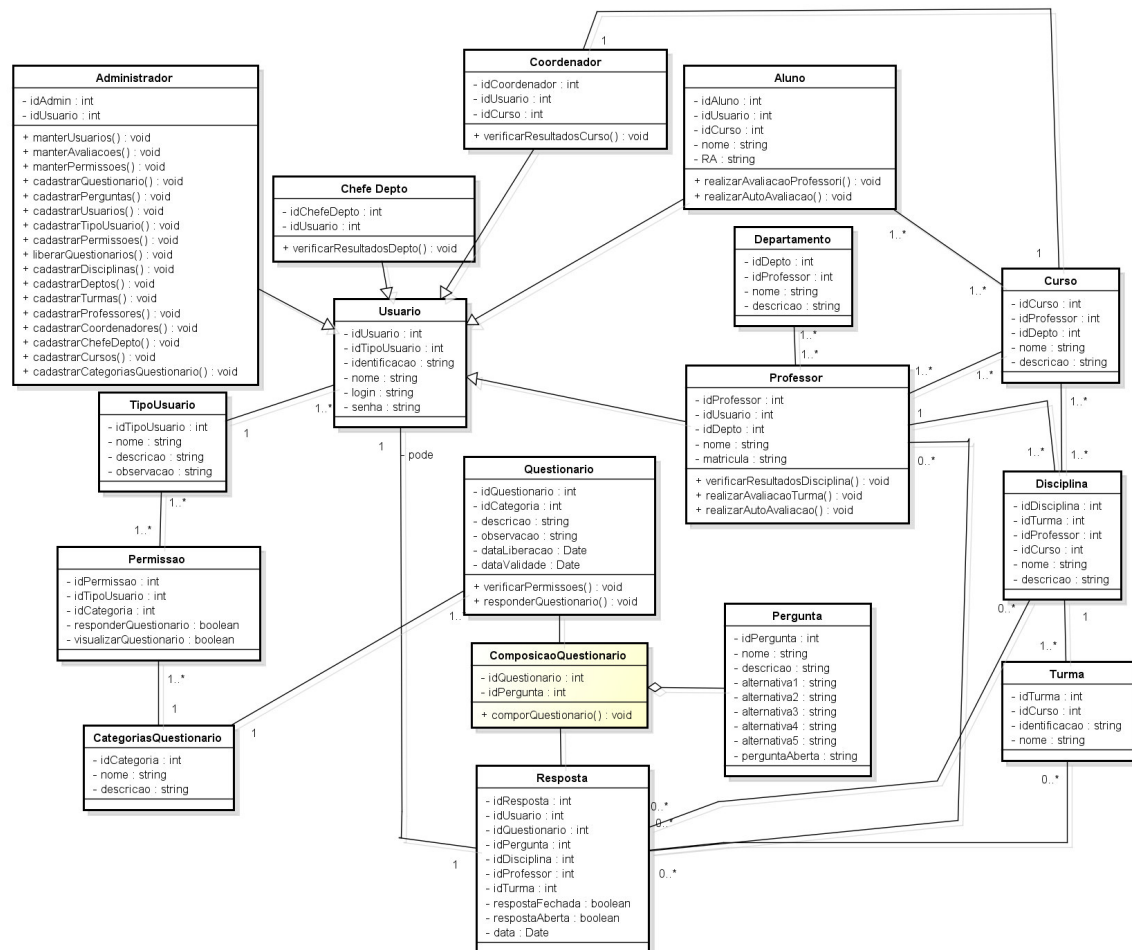 1
Coordenador
- idCoordenador : int
- idUsuario : int
- idCurso : int
+ verificarResultadosCurso() : void
Administrador
- idAdmin : int
- idUsuario : int
+ manterUsuarios() : void
+ manterAvaliacoes() : void
+ manterPermissoes() : void
+ cadastrarQuestionario() : void
+ cadastrarPerguntas() : void
+ cadastrarUsuarios() : void
+ cadastrarTipoUsuario() : void
+ cadastrarPermissoes() : void
+ liberarQuestionarios() : void
+ cadastrarDisciplinas() : void
+ cadastrarDeptos() : void
+ cadastrarTurmas() : void
+ cadastrarProfessores() : void
+ cadastrarCoordenadores() : void
+ cadastrarChefeDepto() : void
+ cadastrarCursos() : void
+ cadastrarCategoriasQuestionario() : void
Aluno
- idAluno : int
- idUsuario : int
- idCurso : int
- nome : string
- RA : string
+ realizarAvaliacaoProfessori() : void
+ realizarAutoAvaliacao() : void
Chefe Depto
- idChefeDepto : int
- idUsuario : int
+ verificarResultadosDepto() : void
1..*
1
1..*
Departamento
- idDepto : int
- idProfessor : int
- nome : string
- descricao : string
1..*
1..*
Curso
- idCurso : int
- idProfessor : int
- idDepto : int
- nome : string
- descricao : string
Usuario
- idUsuario : int
- idTipoUsuario : int
- identificacao : string
- nome : string
- login : string
- senha : string
1..*
1
1
- pode
Professor
- idProfessor : int
- idUsuario : int
- idDepto : int
- nome : string
- matricula : string
+ verificarResultadosDisciplina() : void
+ realizarAvaliacaoTurma() : void
+ realizarAutoAvaliacao() : void
1..*
1..*
1
1..*
0..*
1..*
1..*
TipoUsuario
- idTipoUsuario : int
- nome : string
- descricao : string
- observacao : string
1..*
1..*
Questionario
- idQuestionario : int
- idCategoria : int
- descricao : string
- observacao : string
- dataLiberacao : Date
- dataValidade : Date
+ verificarPermissoes() : void
+ responderQuestionario() : void
1..
Disciplina
- idDisciplina : int
- idTurma : int
- idProfessor : int
- idCurso : int
- nome : string
- descricao : string
0..*
1
1..*
Permissao
- idPermissao : int
- idTipoUsuario : int
- idCategoria : int
- responderQuestionario : boolean
- visualizarQuestionario : boolean
1..*
1
1
Pergunta
- idPergunta : int
- nome : string
- descricao : string
- alternativa1 : string
- alternativa2 : string
- alternativa3 : string
- alternativa4 : string
- alternativa5 : string
- perguntaAberta : string
ComposicaoQuestionario
- idQuestionario : int
- idPergunta : int
+ comporQuestionario() : void
Turma
- idTurma : int
- idCurso : int
- identificacao : string
- nome : string
0..*
CategoriasQuestionario
- idCategoria : int
- nome : string
- descricao : string
Resposta
- idResposta : int
- idUsuario : int
- idQuestionario : int
- idPergunta : int
- idDisciplina : int
- idProfessor : int
- idTurma : int
- respostaFechada : boolean
- respostaAberta : boolean
- data : Date
0..*
0..*
1
0..*